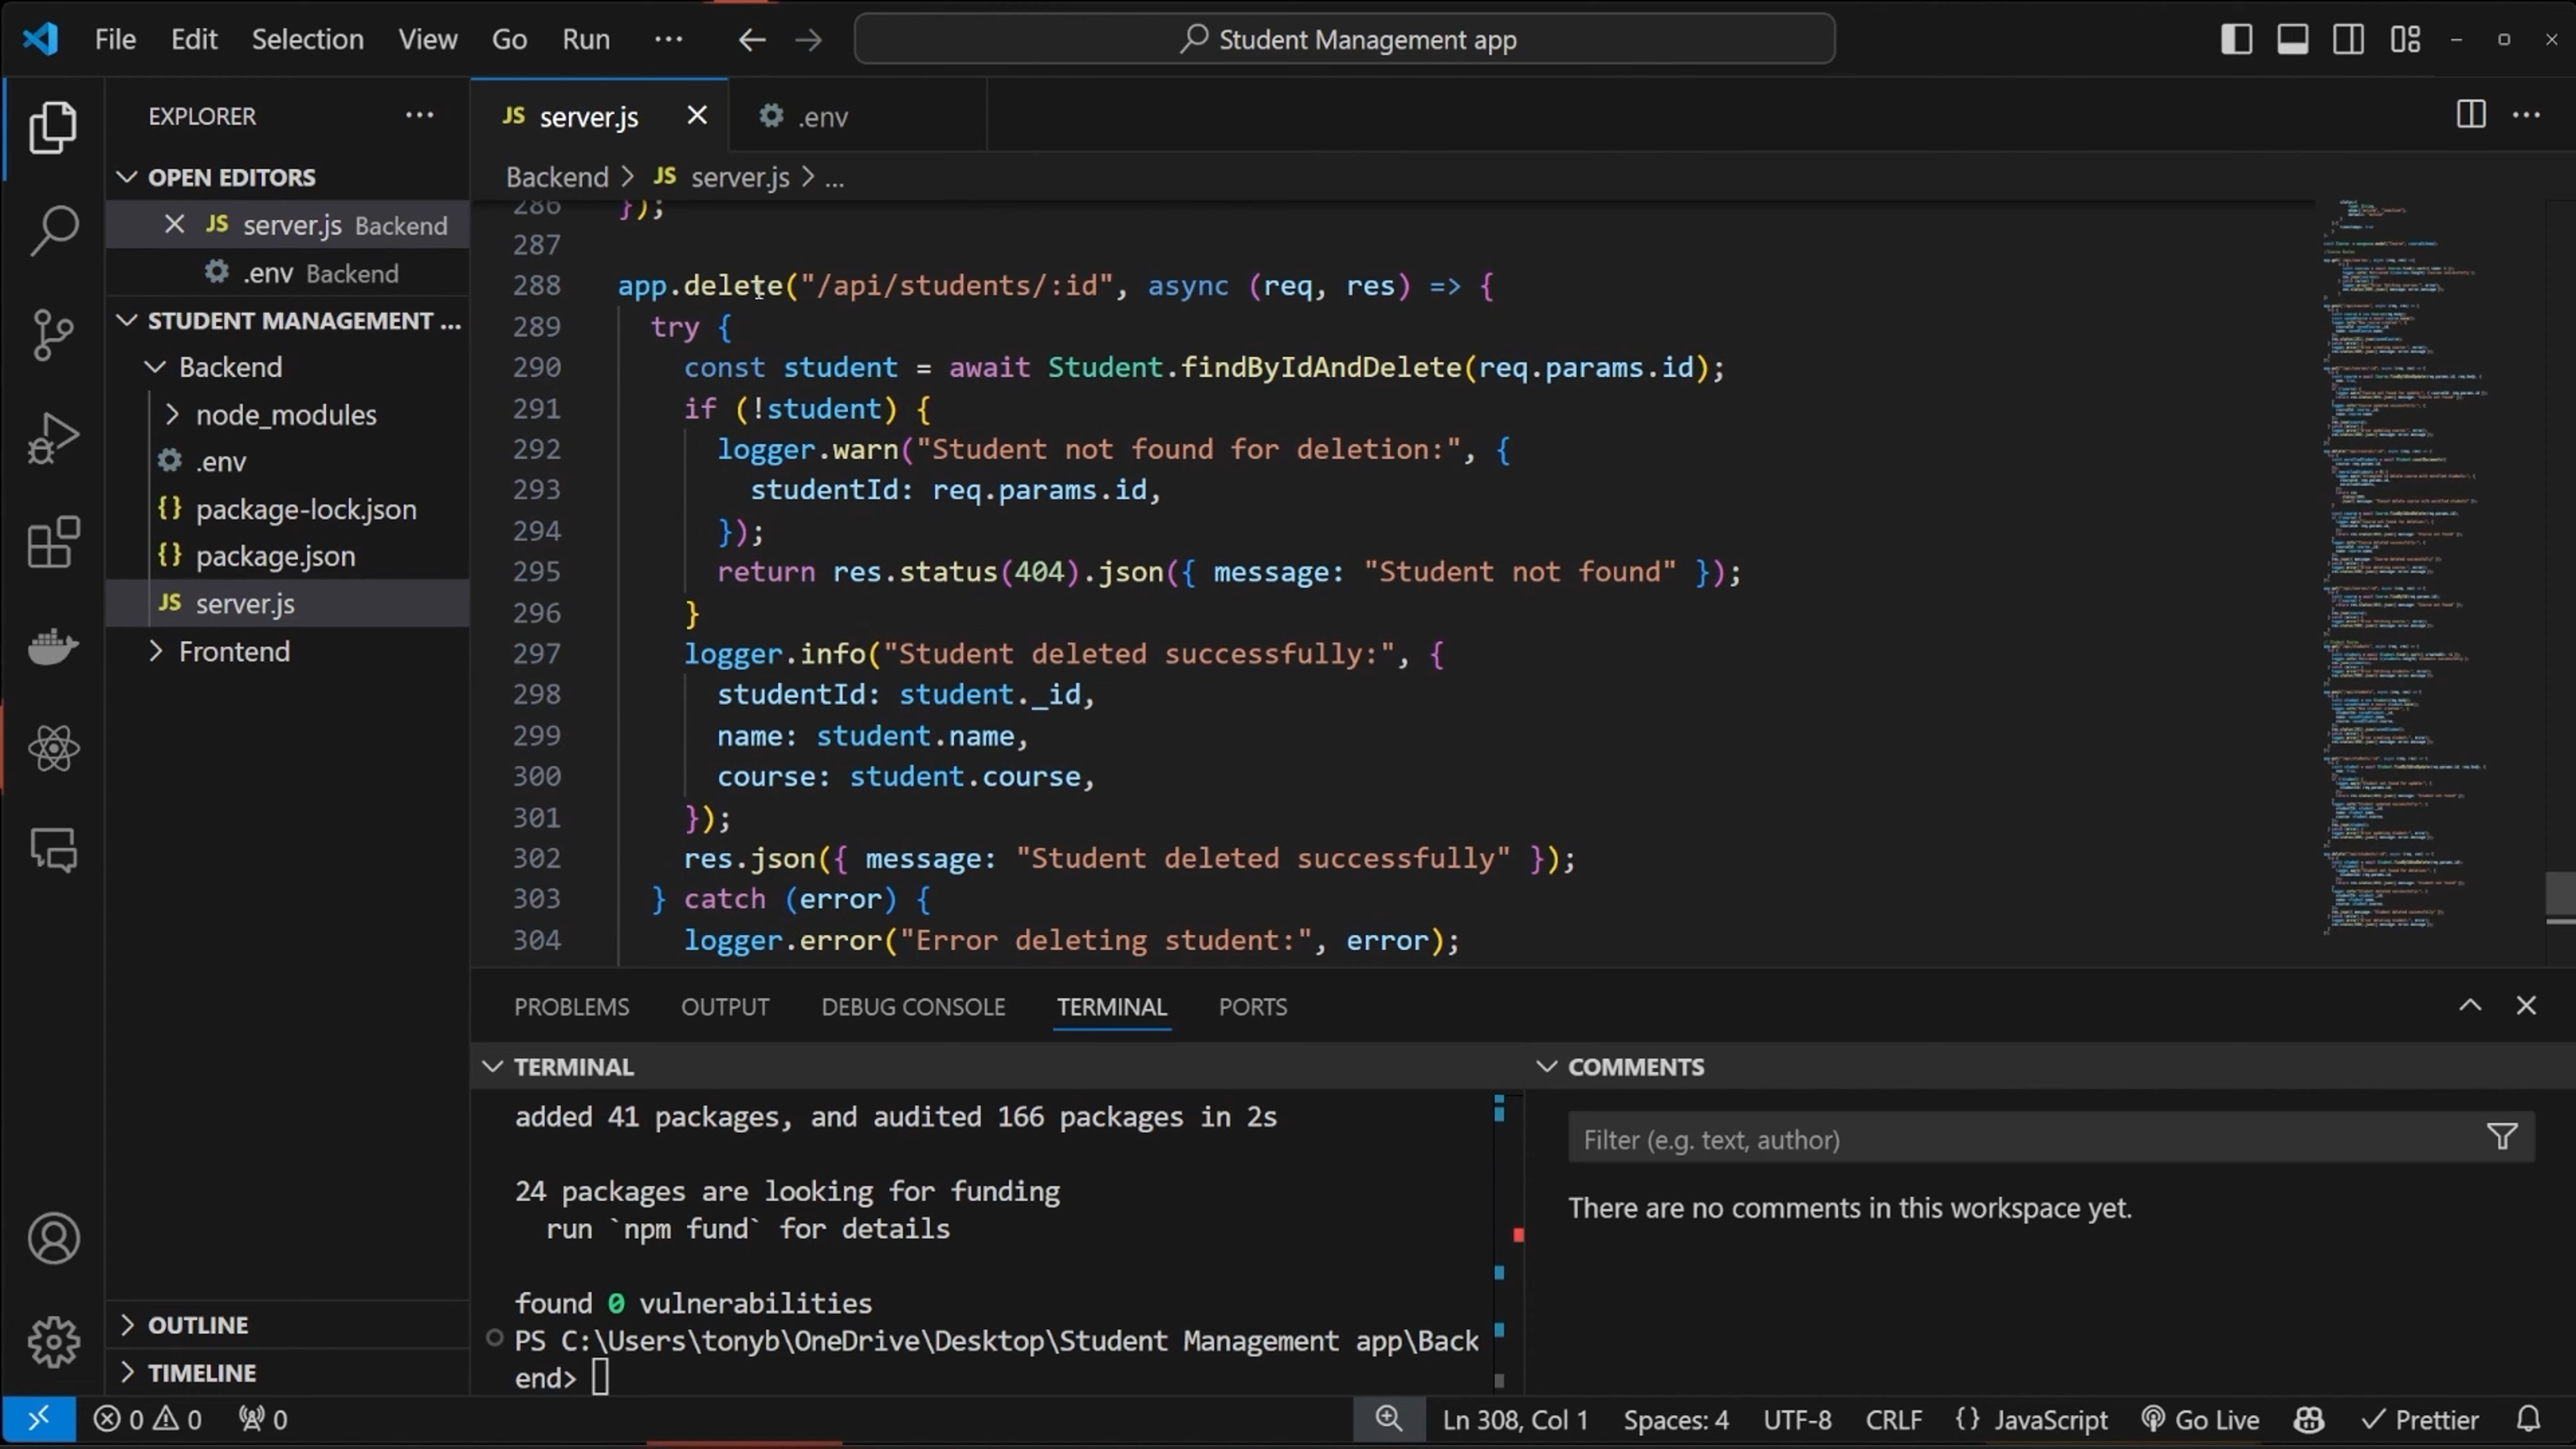 File Edit Selection View Go Run ... Student Management app
EXPLORER ...
JS server.js
.env
OPEN EDITORS
JS server.js Backend
.env Backend
STUDENT MANAGEMENT ...
Backend
node_modules
.env
{} package-lock.json
{} package.json
JS server.js
Frontend
OUTLINE
TIMELINE
Backend > JS server.js > ...
286 });
287
288 app.delete("/api/students/:id", async (req, res) => {
289 try {
290 const student = await Student.findByIdAndDelete(req.params.id);
291 if (!student) {
292 logger.warn("Student not found for deletion:", {
293 studentId: req.params.id,
294 });
295 return res.status(404).json({ message: "Student not found" });
296 }
297 logger.info("Student deleted successfully:", {
298 studentId: student._id,
299 name: student.name,
300 course: student.course,
301 });
302 res.json({ message: "Student deleted successfully" });
303 } catch (error) {
304 logger.error("Error deleting student:", error);
PROBLEMS OUTPUT DEBUG CONSOLE TERMINAL PORTS
TERMINAL
added 41 packages, and audited 166 packages in 2s
24 packages are looking for funding
run `npm fund` for details
found 0 vulnerabilities
PS C:\Users\tonyb\OneDrive\Desktop\Student Management app\Back
end>
COMMENTS
Filter (e.g. text, author)
There are no comments in this workspace yet.
0 0 0 Ln 308, Col 1 Spaces: 4 UTF-8 CRLF {} JavaScript Go Live Prettier